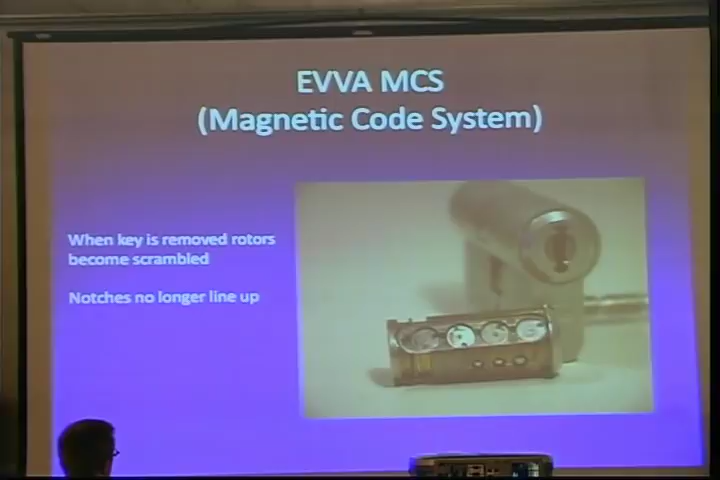 EVVA MCS
(Magnetic Code System)
When key is removed rotors
become scrambled
Notches no longer line up